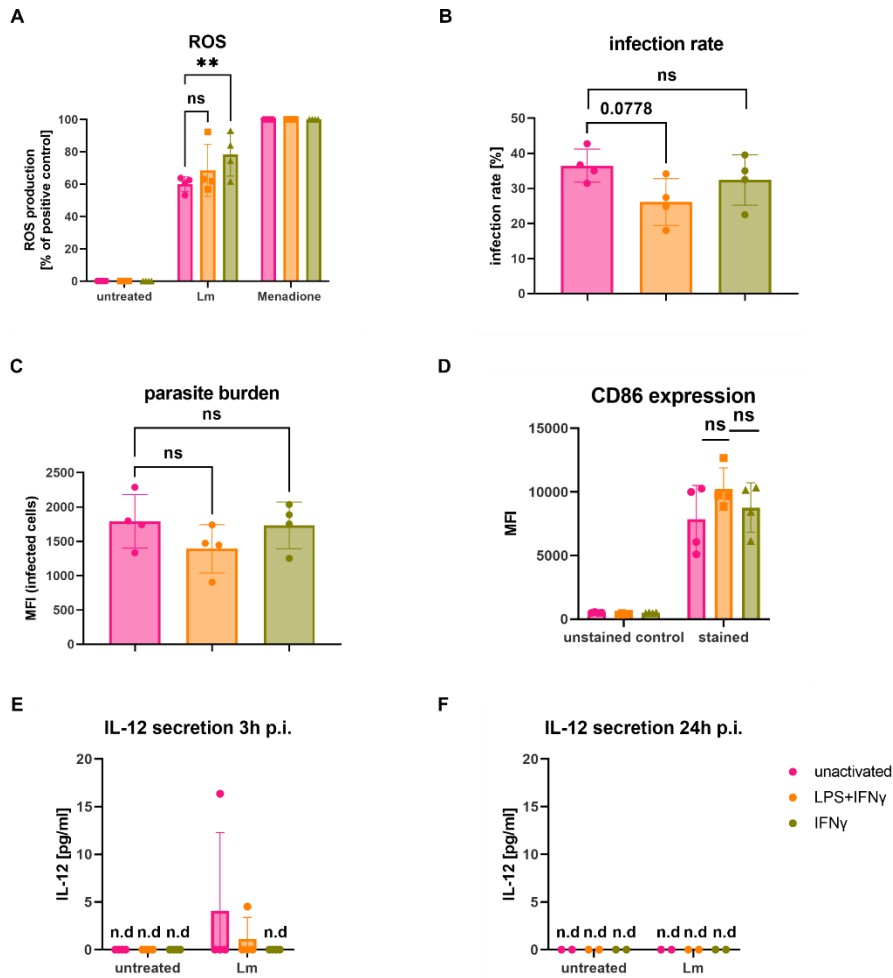 A
ROS
**
ns
ROS production
[% of positive control]
100
80
60
40
20
0
untreated Lm Menadione
B
infection rate
ns
0.0778
infection rate [%]
50
40
30
20
10
0
C
parasite burden
ns
ns
MFI (infected cells)
2500
2000
1500
1000
500
0
D
CD86 expression
ns ns
MFI
15000
10000
5000
0
unstained control stained
E
IL-12 secretion 3h p.i.
IL-12 [pg/ml]
20
15
10
5
0
n.d n.d n.d n.d
untreated Lm
F
IL-12 secretion 24h p.i.
IL-12 [pg/ml]
20
15
10
5
0
n.d n.d n.d n.d n.d n.d
untreated Lm
unactivated
LPS+IFNγ
IFNγ